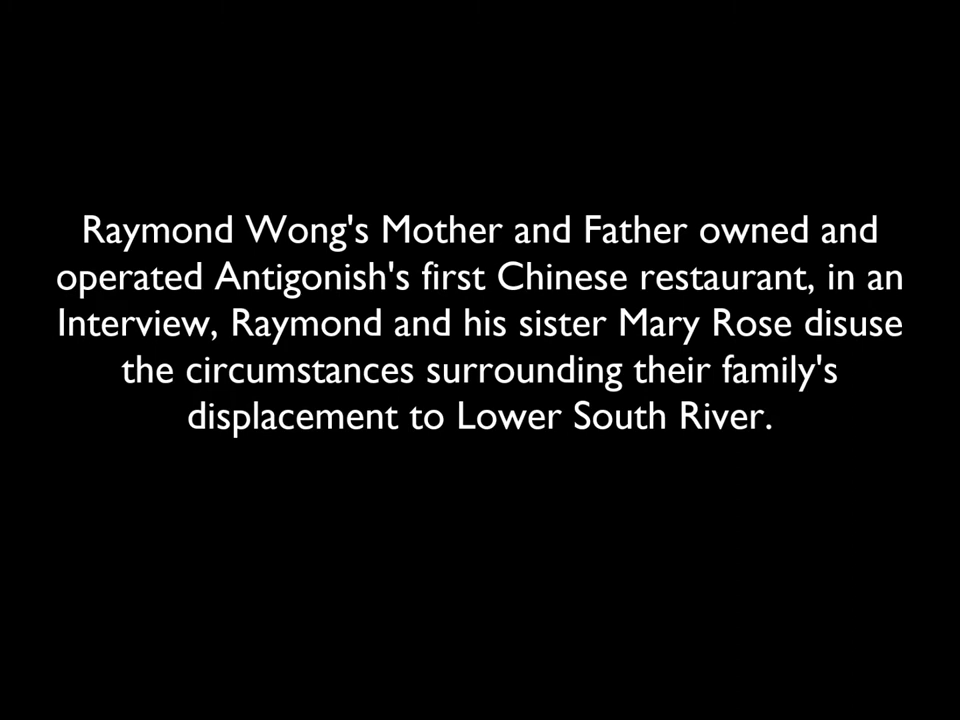 Raymond Wong's Mother and Father owned and
operated Antigonish's first Chinese restaurant, in an
Interview, Raymond and his sister Mary Rose disuse
the circumstances surrounding their family's
displacement to Lower South River.